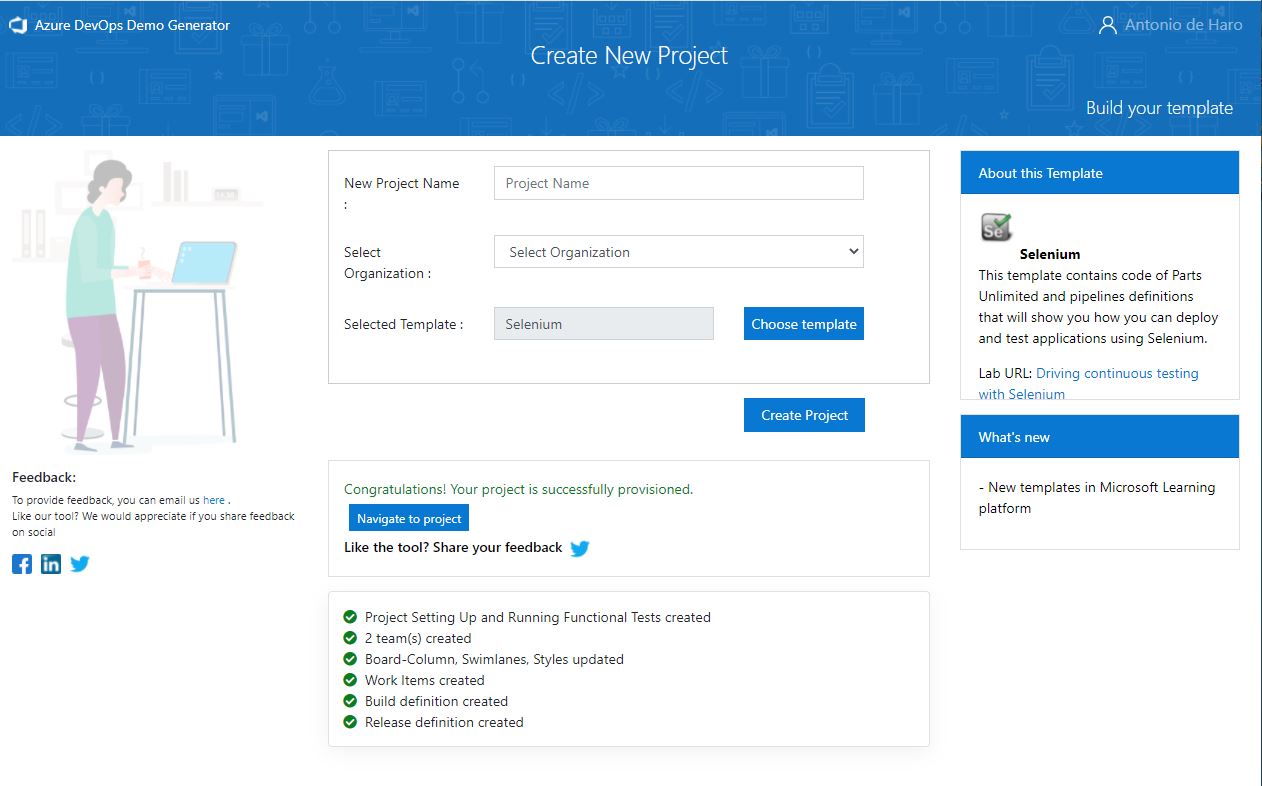 Azure DevOps Demo Generator
Antonio de Haro
Create New Project
Build your template
New Project Name
:
Project Name
Select
Organization :
Select Organization
Selected Template :
Selenium
Choose template
Create Project
Congratulations! Your project is successfully provisioned.
Navigate to project
Like the tool? Share your feedback
Project Setting Up and Running Functional Tests created
2 team(s) created
Board-Column, Swimlanes, Styles updated
Work Items created
Build definition created
Release definition created
Feedback:
To provide feedback, you can email us here .
Like our tool? We would appreciate if you share feedback
on social
About this Template
Se
Selenium
This template contains code of Parts
Unlimited and pipelines definitions
that will show you how you can deploy
and test applications using Selenium.
Lab URL: Driving continuous testing
with Selenium
What's new
- New templates in Microsoft Learning
platform